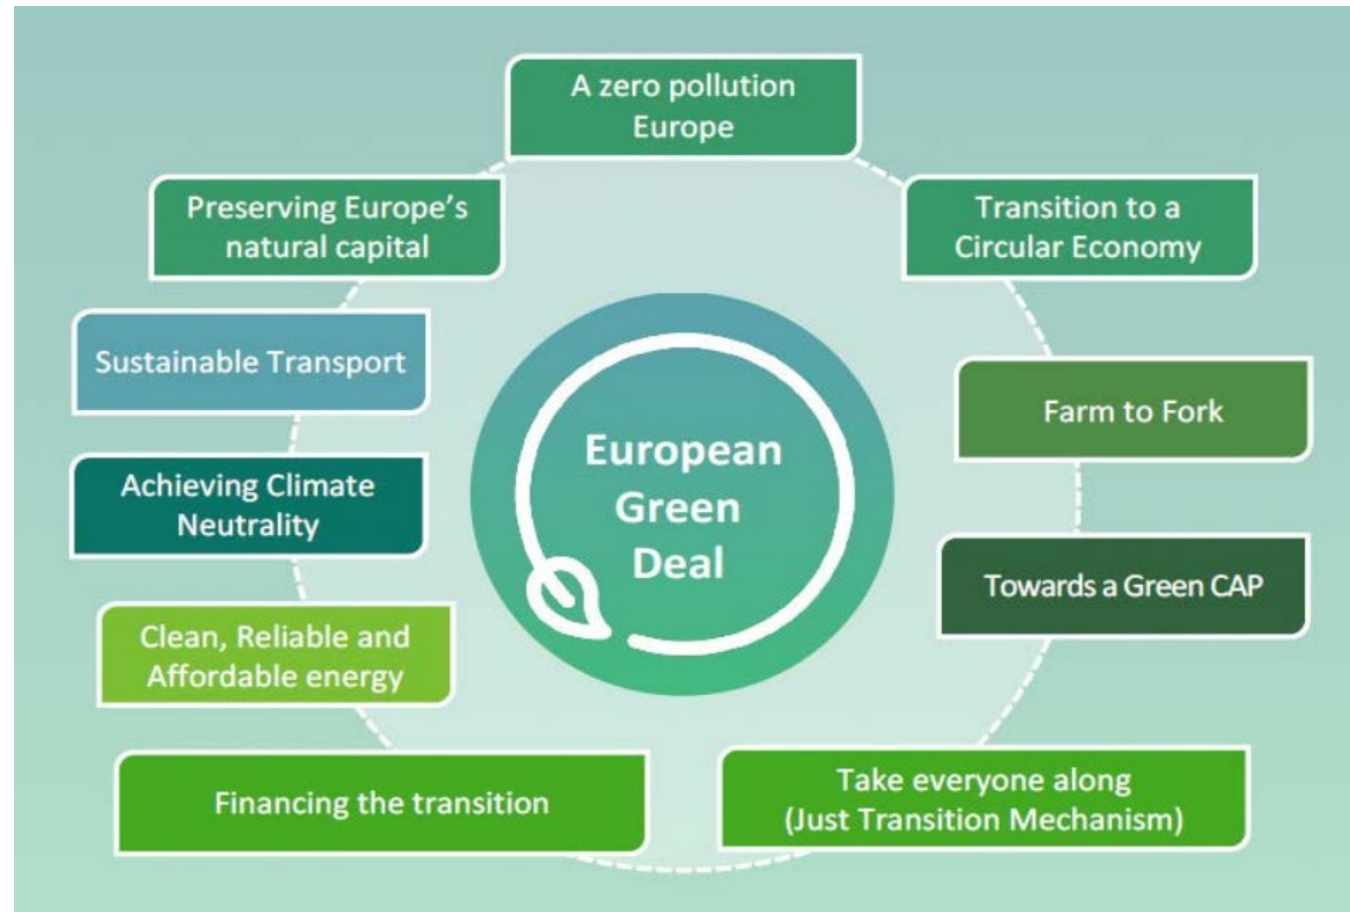 A zero pollution
Europe
Preserving Europe's
natural capital
Transition to a
Circular Economy
Sustainable Transport
Farm to Fork
European
Green
Deal
Achieving Climate
Neutrality
Towards a Green CAP
Clean, Reliable and
Affordable energy
Financing the transition
Take everyone along
(Just Transition Mechanism)